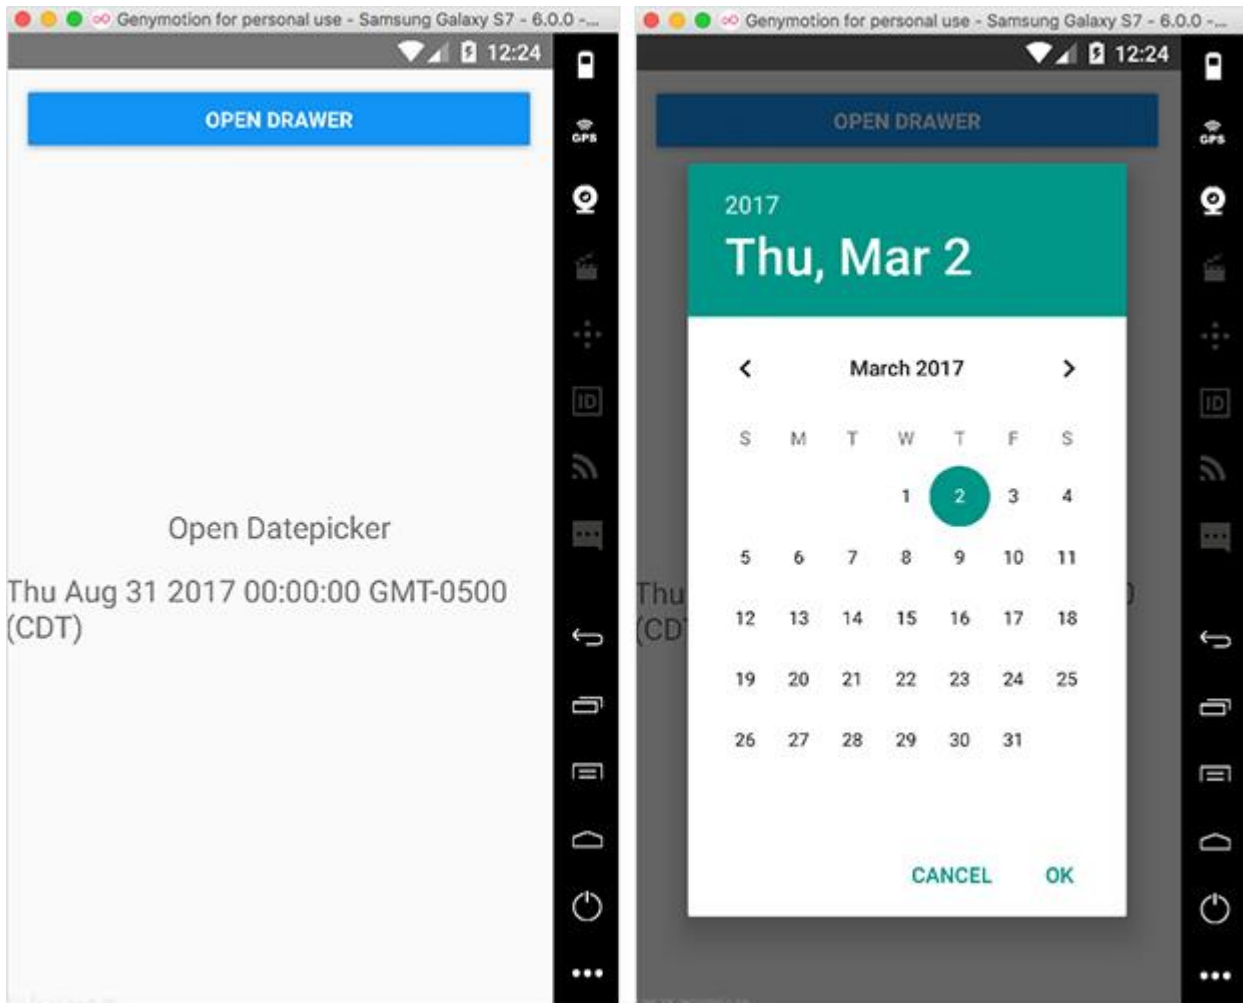 Genymotion for personal use - Samsung Galaxy S7 - 6.0.0 -...
12:24
OPEN DRAWER
GPS
ID
Open Datepicker
Thu Aug 31 2017 00:00:00 GMT-0500
(CDT)
Genymotion for personal use - Samsung Galaxy S7 - 6.0.0 -...
12:24
OPEN DRAWER
GPS
2017
Thu, Mar 2
March 2017
ID
S M T W T F S
1 2 3 4
5 6 7 8 9 10 11
Thu
12 13 14 15 16 17 18
(CD
19 20 21 22 23 24 25
26 27 28 29 30 31
CANCEL OK